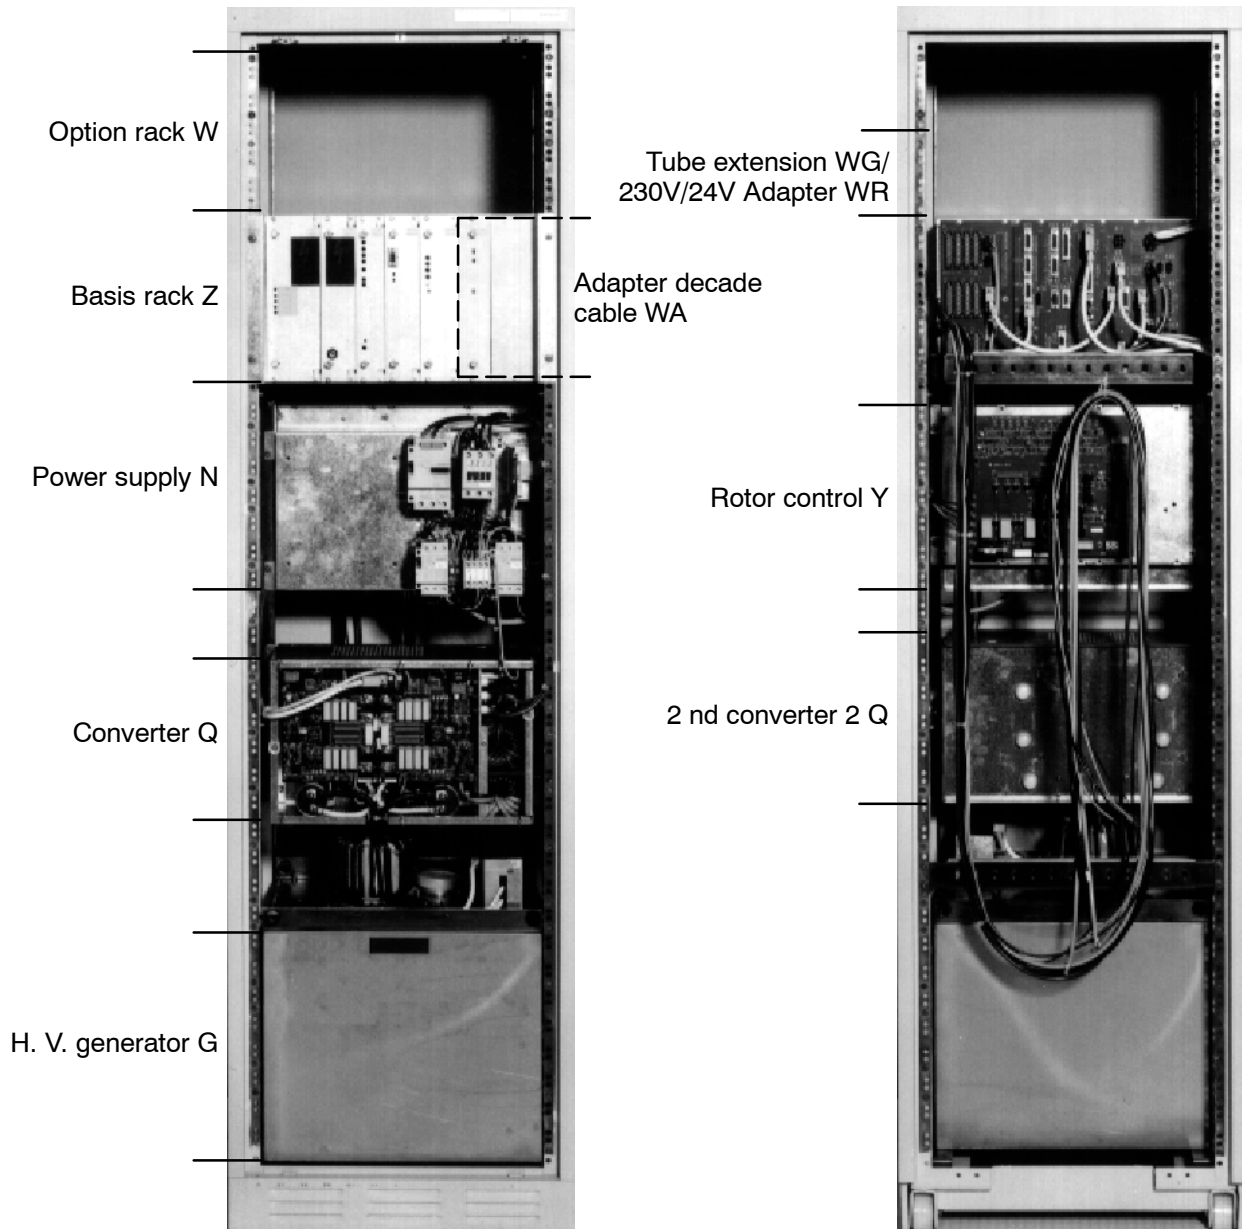 Option rack W
Basis rack Z
Adapter decade
cable WA
Power supply N
Converter Q
H. V. generator G
Tube extension WG/
230V/24V Adapter WR
Rotor control Y
2 nd converter 2 Q